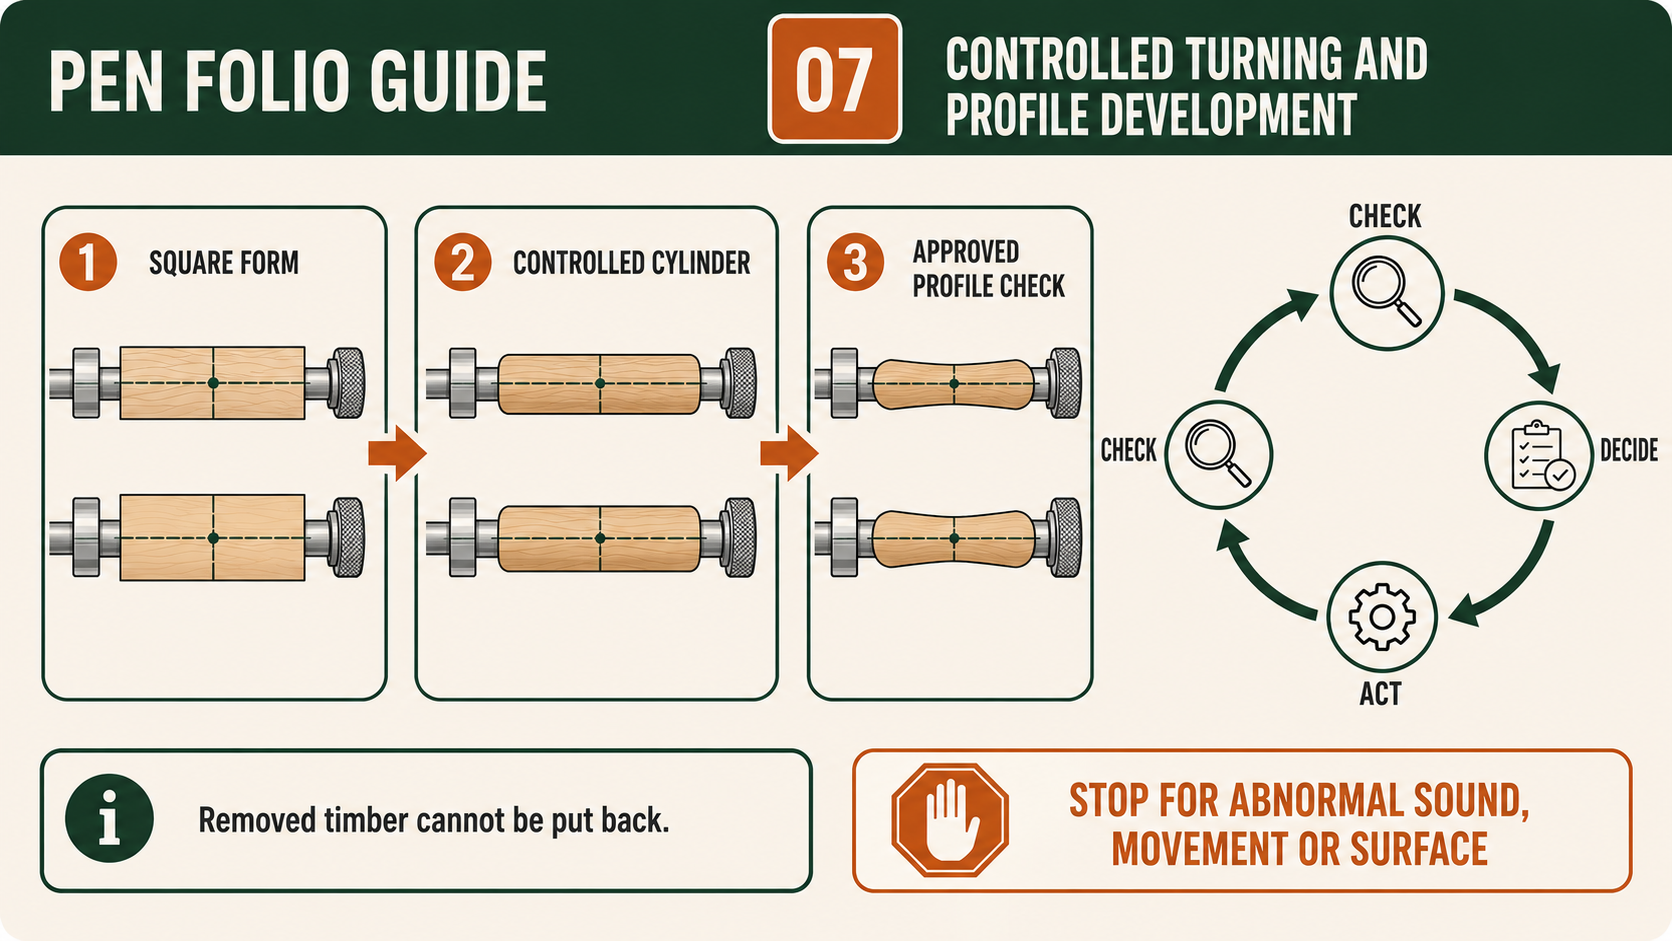 PEN FOLIO GUIDE
07
CONTROLLED TURNING AND
PROFILE DEVELOPMENT
1
SQUARE FORM
2
CONTROLLED CYLINDER
3
APPROVED
PROFILE CHECK
CHECK
DECIDE
ACT
CHECK
i
Removed timber cannot be put back.
STOP FOR ABNORMAL SOUND,
MOVEMENT OR SURFACE